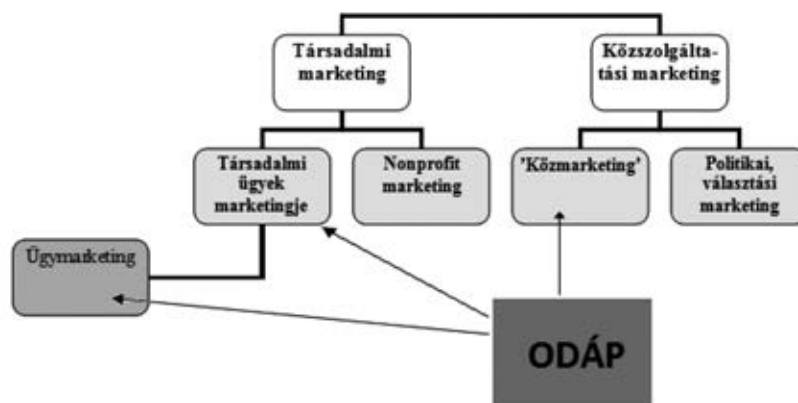 Társadalmi
marketing
Közszolgálta-
tási marketing
Társadalmi
ügyek
marketingje
Nonprofit
marketing
'Közmarketing'
Politikai,
választási
marketing
Ügymarketing
ODÁP